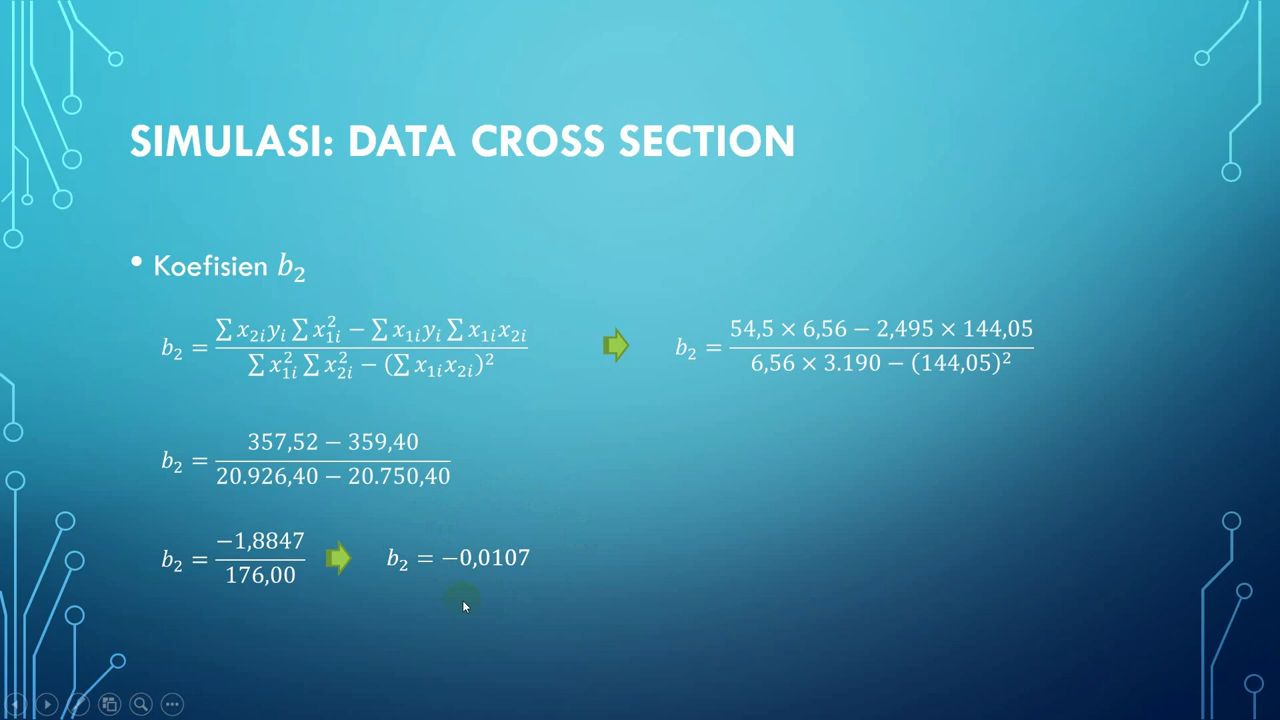 SIMULASI: DATA CROSS SECTION
• Koefisien b₂
b₂ = (∑ x₂ᵢyᵢ ∑ x₁ᵢ² − ∑ x₁ᵢyᵢ ∑ x₁ᵢx₂ᵢ) / (∑ x₁ᵢ² ∑ x₂ᵢ² − (∑ x₁ᵢx₂ᵢ)²)
b₂ = (54,5 × 6,56 − 2,495 × 144,05) / (6,56 × 3.190 − (144,05)²)
b₂ = (357,52 − 359,40) / (20.926,40 − 20.750,40)
b₂ = −1,8847 / 176,00
b₂ = −0,0107